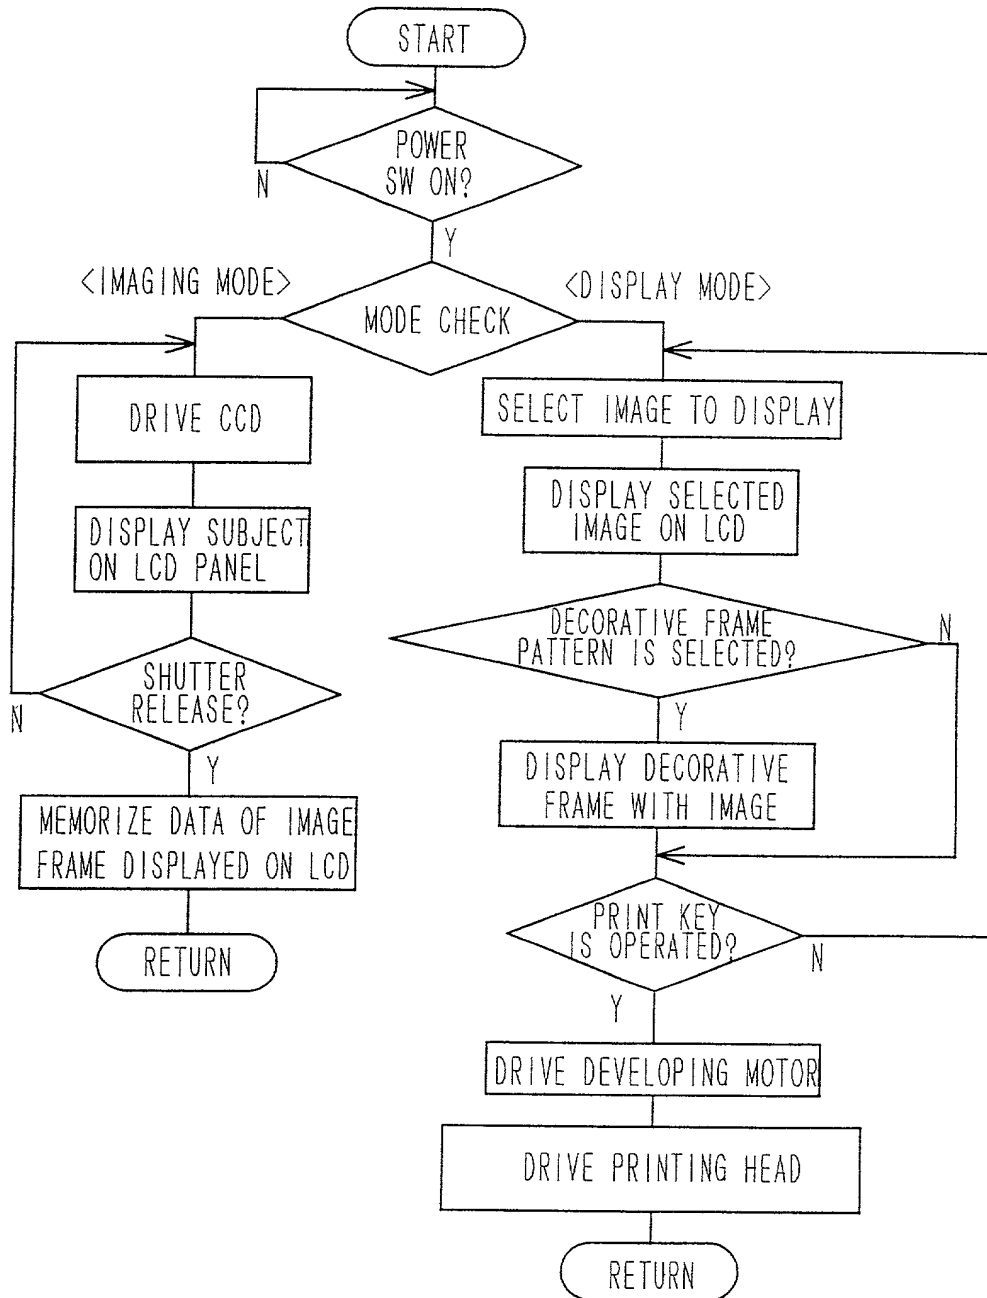 START
POWER
SW ON?
N
Y
<IMAGING MODE>
<DISPLAY MODE>
MODE CHECK
DRIVE CCD
DISPLAY SUBJECT
ON LCD PANEL
SHUTTER
RELEASE?
N
Y
MEMORIZE DATA OF IMAGE
FRAME DISPLAYED ON LCD
RETURN
SELECT IMAGE TO DISPLAY
DISPLAY SELECTED
IMAGE ON LCD
DECORATIVE FRAME
PATTERN IS SELECTED?
N
Y
DISPLAY DECORATIVE
FRAME WITH IMAGE
PRINT KEY
IS OPERATED?
N
Y
DRIVE DEVELOPING MOTOR
DRIVE PRINTING HEAD
RETURN